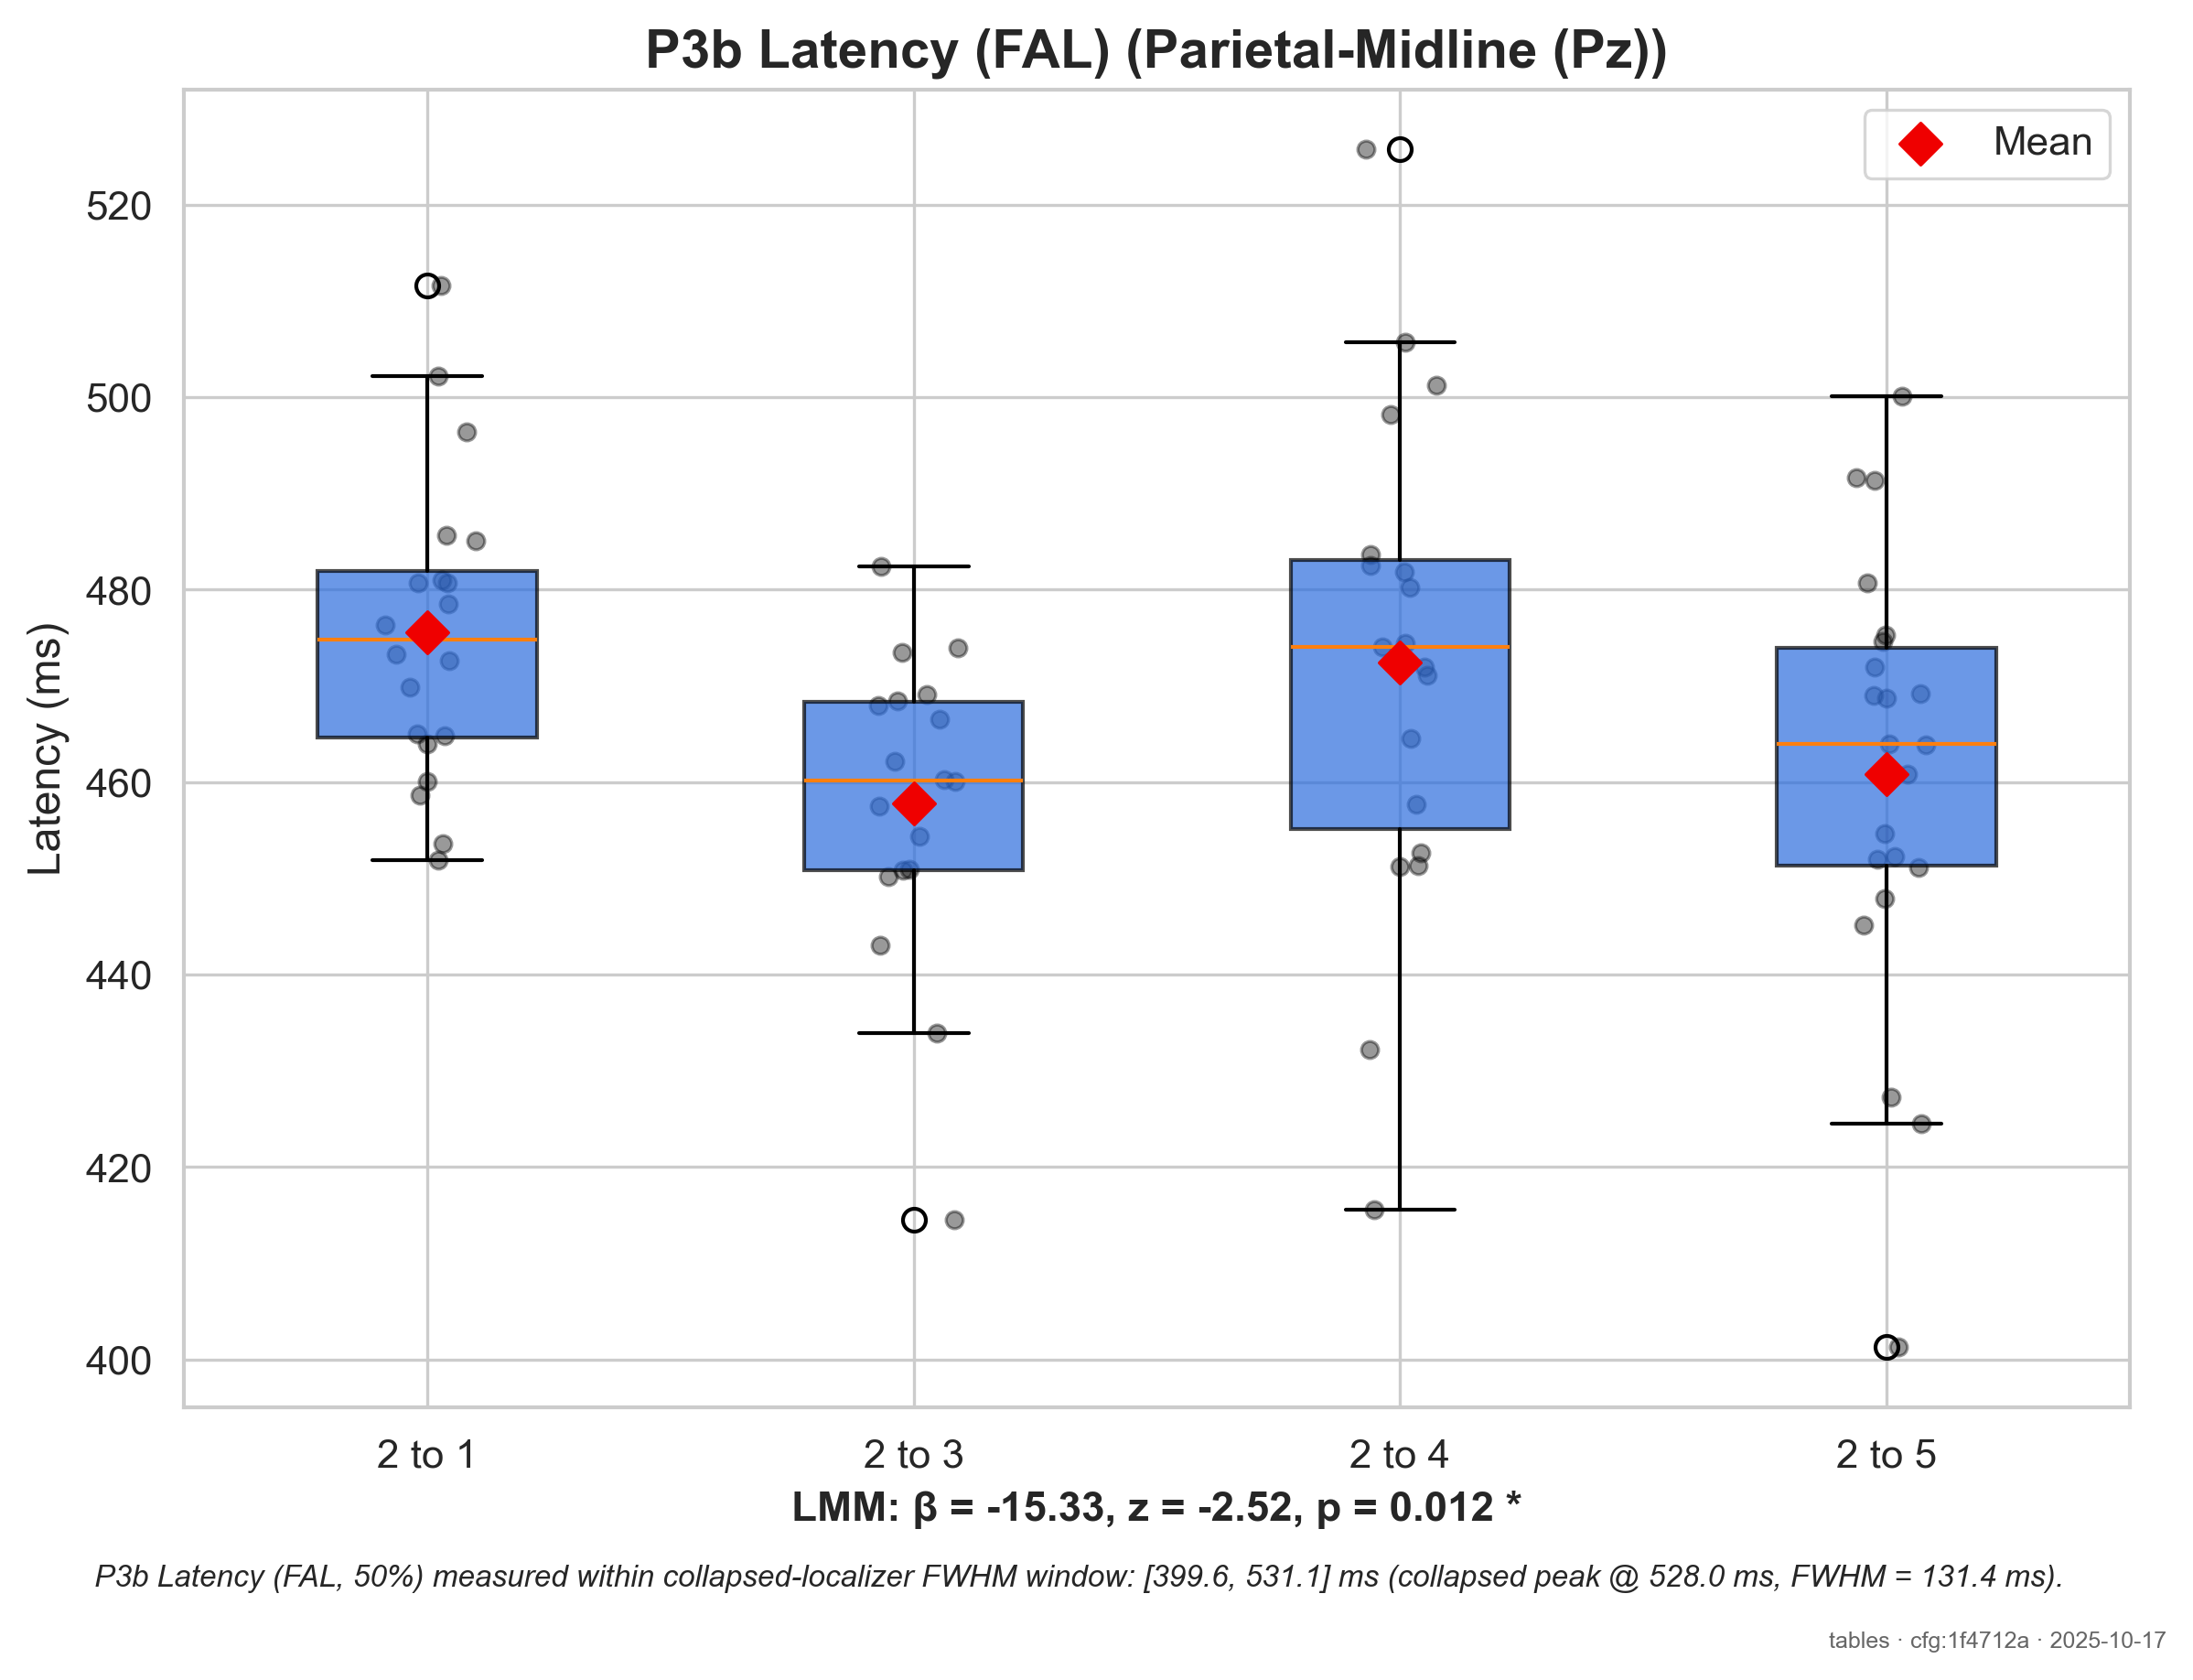 P3b Latency (FAL) (Parietal-Midline (Pz))
Mean
Latency (ms)
520
500
480
460
440
420
400
2 to 1
2 to 3
2 to 4
2 to 5
LMM: β = -15.33, z = -2.52, p = 0.012 *
P3b Latency (FAL, 50%) measured within collapsed-localizer FWHM window: [399.6, 531.1] ms (collapsed peak @ 528.0 ms, FWHM = 131.4 ms).
tables · cfg:1f4712a · 2025-10-17